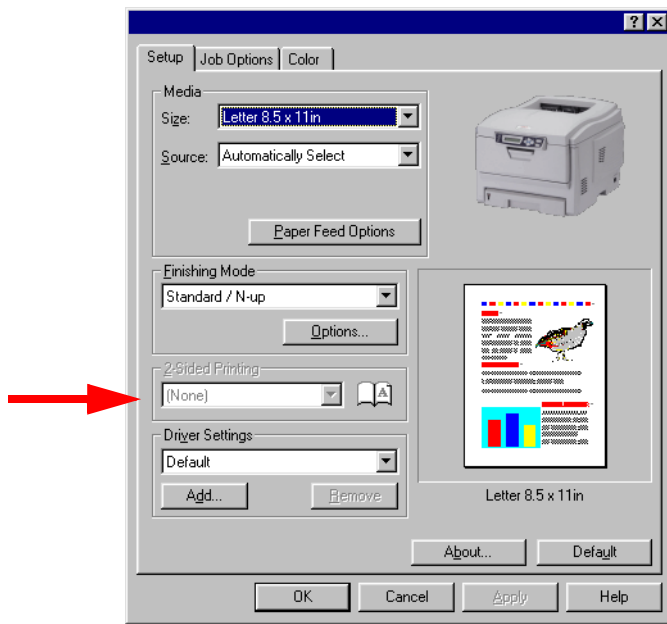 Setup
Job Options
Color
Media
Size:
Letter 8.5 x 11in
Source:
Automatically Select
Paper Feed Options
Finishing Mode
Standard / N-up
Options...
2-Sided Printing
(None)
A
Driver Settings
Default
Add...
Remove
Letter 8.5 x 11in
About...
Default
OK
Cancel
Apply
Help